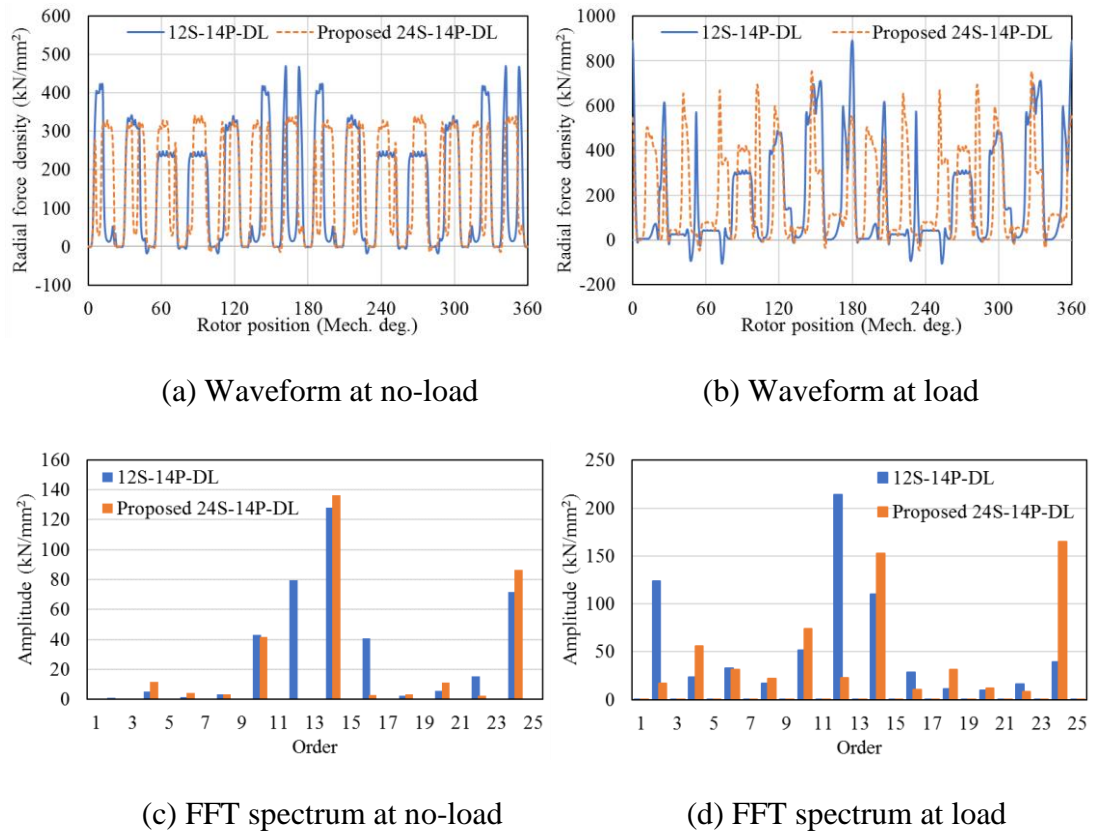 12S-14P-DL Proposed 24S-14P-DL
Radial force density (kN/mm²)
600
500
400
300
200
100
0
-100
0 60 120 180 240 300 360
Rotor position (Mech. deg.)
12S-14P-DL Proposed 24S-14P-DL
Radial force density (kN/mm²)
1000
800
600
400
200
0
-200
0 60 120 180 240 300 360
Rotor position (Mech. deg.)
(a) Waveform at no-load
(b) Waveform at load
12S-14P-DL
Proposed 24S-14P-DL
Amplitude (kN/mm²)
160
140
120
100
80
60
40
20
0
1 3 5 7 9 11 13 15 17 19 21 23 25
Order
12S-14P-DL
Proposed 24S-14P-DL
Amplitude (kN/mm²)
250
200
150
100
50
0
1 3 5 7 9 11 13 15 17 19 21 23 25
Order
(c) FFT spectrum at no-load
(d) FFT spectrum at load